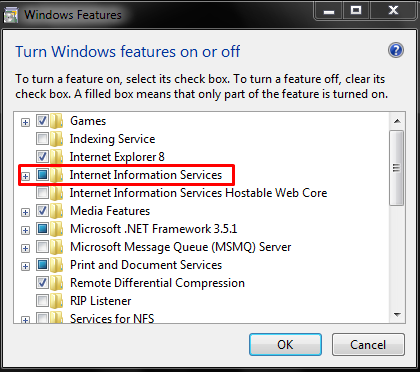 Windows Features
Turn Windows features on or off
To turn a feature on, select its check box. To turn a feature off, clear its
check box. A filled box means that only part of the feature is turned on.
Games
Indexing Service
Internet Explorer 8
Internet Information Services
Internet Information Services Hostable Web Core
Media Features
Microsoft .NET Framework 3.5.1
Microsoft Message Queue (MSMQ) Server
Print and Document Services
Remote Differential Compression
RIP Listener
Services for NFS
OK
Cancel